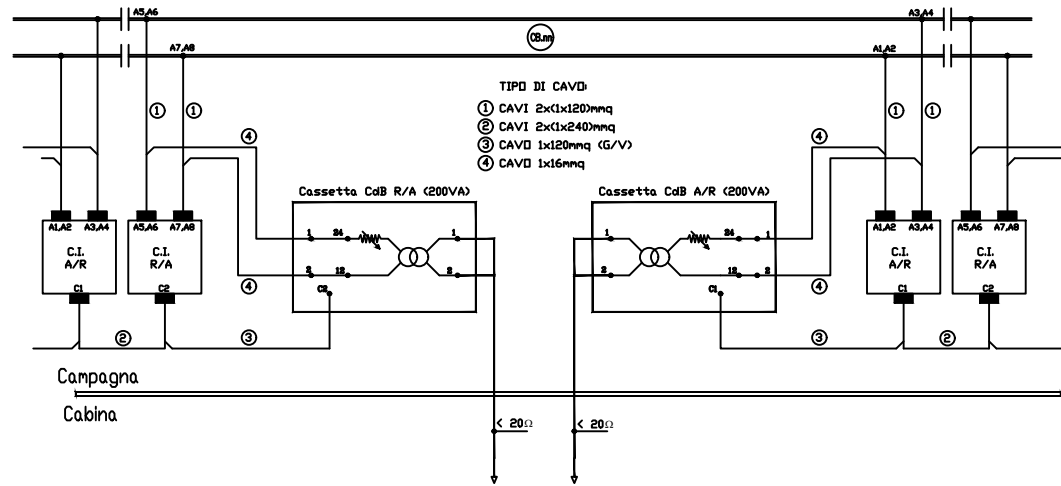 A5,A6
A3,A4
CB.nn
A7,A8
A1,A2
TIPO DI CAVO:
1 CAVI 2x(1x120)mmq
2 CAVI 2x(1x240)mmq
3 CAVO 1x120mmq (G/V)
4 CAVO 1x16mmq
1 1
1 1
4
4
Cassetta CdB R/A (200VA)
Cassetta CdB A/R (200VA)
A1,A2 A3,A4
C.I.
A/R
C1
A5,A6 A7,A8
C.I.
R/A
C2
1 24 1
2 12 2
C2
1 24 1
2 12 2
C1
A1,A2 A3,A4
C.I.
A/R
C1
A5,A6 A7,A8
C.I.
R/A
C2
4
4
2
3
3
2
Campagna
Cabina
< 20Ω
< 20Ω